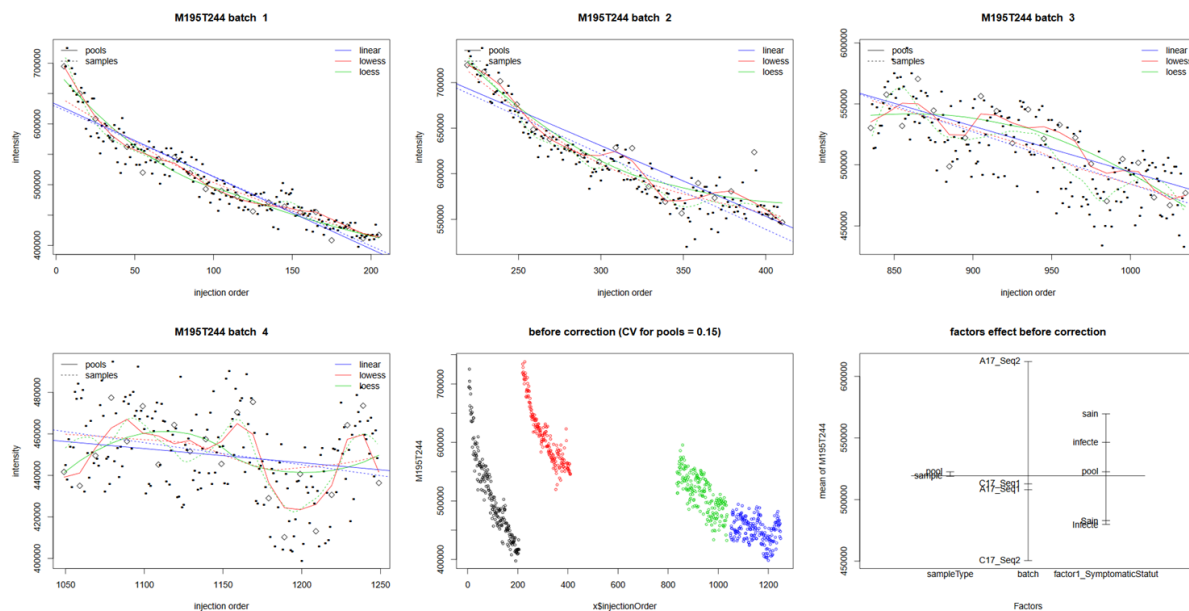 M195T244 batch 1
intensity
700000
600000
500000
400000
pools
samples
linear
lowess
loess
0 50 100 150 200
injection order
M195T244 batch 2
intensity
700000
650000
600000
550000
pools
samples
linear
lowess
loess
250 300 350 400
injection order
M195T244 batch 3
intensity
600000
550000
500000
450000
pools
samples
linear
lowess
loess
850 900 950 1000
injection order
M195T244 batch 4
intensity
480000
460000
440000
420000
400000
pools
samples
linear
lowess
loess
1050 1100 1150 1200 1250
injection order
before correction (CV for pools = 0.15)
M195T244
700000
600000
500000
400000
0 200 400 600 800 1000 1200
x$injectionOrder
factors effect before correction
mean of M195T244
600000
550000
500000
450000
A17_Seq2
sain
infecte
pool
sample
pool
C17_Seq1
A17_Seq1
Sain
Infecte
C17_Seq2
sampleType batch factor1_SymptomaticStatut
Factors